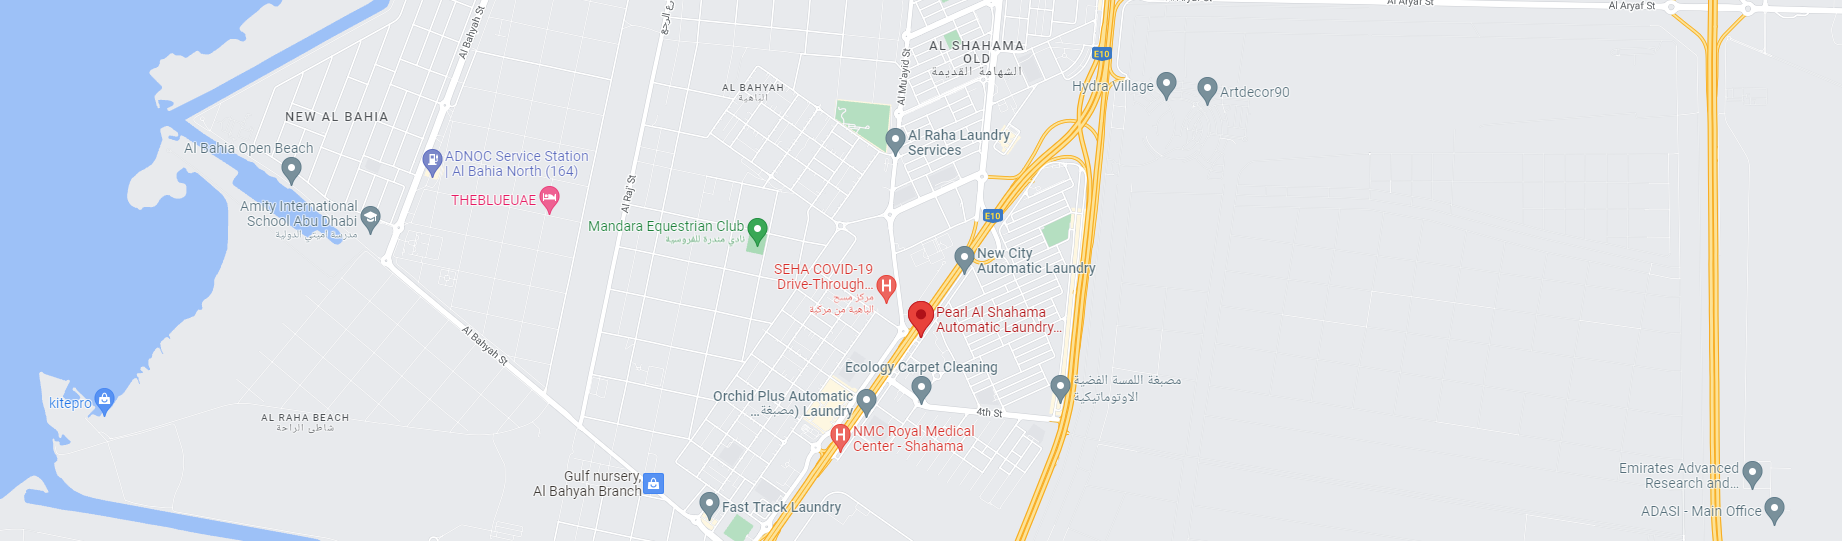 Al Bahyah St
شارع الرجع
Al Aryaf St
Al Aryaf St
Al Aryaf St
AL SHAHAMA
OLD
الشهامة القديمة
E10
Al Mu'ayid St
AL BAHYAH
الباهية
Hydra Village
Artdecor90
NEW AL BAHIA
Al Bahia Open Beach
ADNOC Service Station
| Al Bahia North (164)
Al Raha Laundry
Services
THEBLUEUAE
Al Raj' St
Amity International
School Abu Dhabi
مدرسة اميتي الدولية
Mandara Equestrian Club
نادي مندرة للفروسية
E10
New City
Automatic Laundry
SEHA COVID-19
Drive-Through...
مركز مسح
الباهية من مركبة
Pearl Al Shahama
Automatic Laundry...
Al Bahyah St
Ecology Carpet Cleaning
مصبغة اللمسة الفضية
الاوتوماتيكية
kitepro
Orchid Plus Automatic
Laundry (مصبغة...
4th St
AL RAHA BEACH
شاطئ الراحة
NMC Royal Medical
Center - Shahama
Gulf nursery,
Al Bahyah Branch
Fast Track Laundry
Emirates Advanced
Research and...
ADASI - Main Office